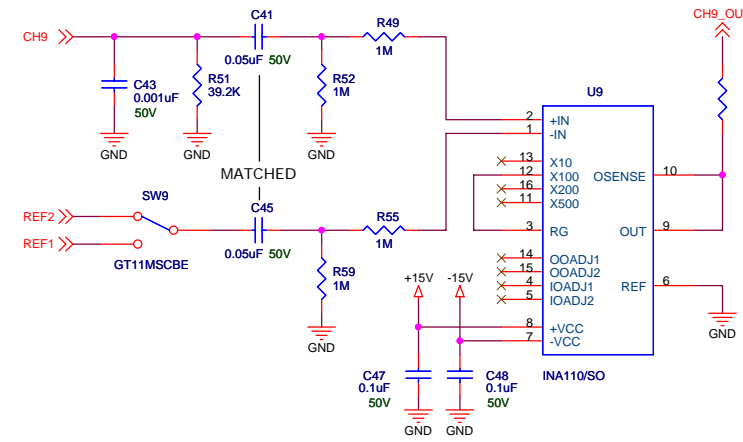 CH9
C41
0.05uF 50V
R49
1M
CH9_OU
C43
0.001uF
50V
R51
39.2K
R52
1M
GND
GND
GND
MATCHED
U9
2
+IN
1
-IN
13
X10
12
X100
16
X200
11
X500
OSENSE
10
3
RG
OUT
9
14
OOADJ1
15
OOADJ2
4
IOADJ1
5
IOADJ2
REF
6
8
+VCC
7
-VCC
INA110/SO
GND
SW9
REF2
REF1
GT11MSCBE
C45
0.05uF 50V
R55
1M
R59
1M
GND
+15V
-15V
C47
0.1uF
50V
C48
0.1uF
50V
GND
GND